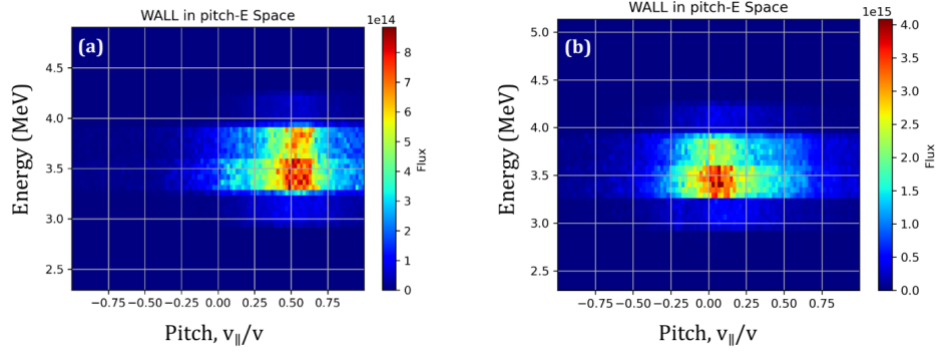 WALL in pitch-E Space
1e14
(a)
Energy (MeV)
4.5
4.0
3.5
3.0
2.5
−0.75 −0.50 −0.25 0.00 0.25 0.50 0.75
Pitch, v∥/v
8
7
6
5
4
3
2
1
0
Flux
WALL in pitch-E Space
1e15
(b)
Energy (MeV)
5.0
4.5
4.0
3.5
3.0
2.5
−0.75 −0.50 −0.25 0.00 0.25 0.50 0.75
Pitch, v∥/v
4.0
3.5
3.0
2.5
2.0
1.5
1.0
0.5
0.0
Flux